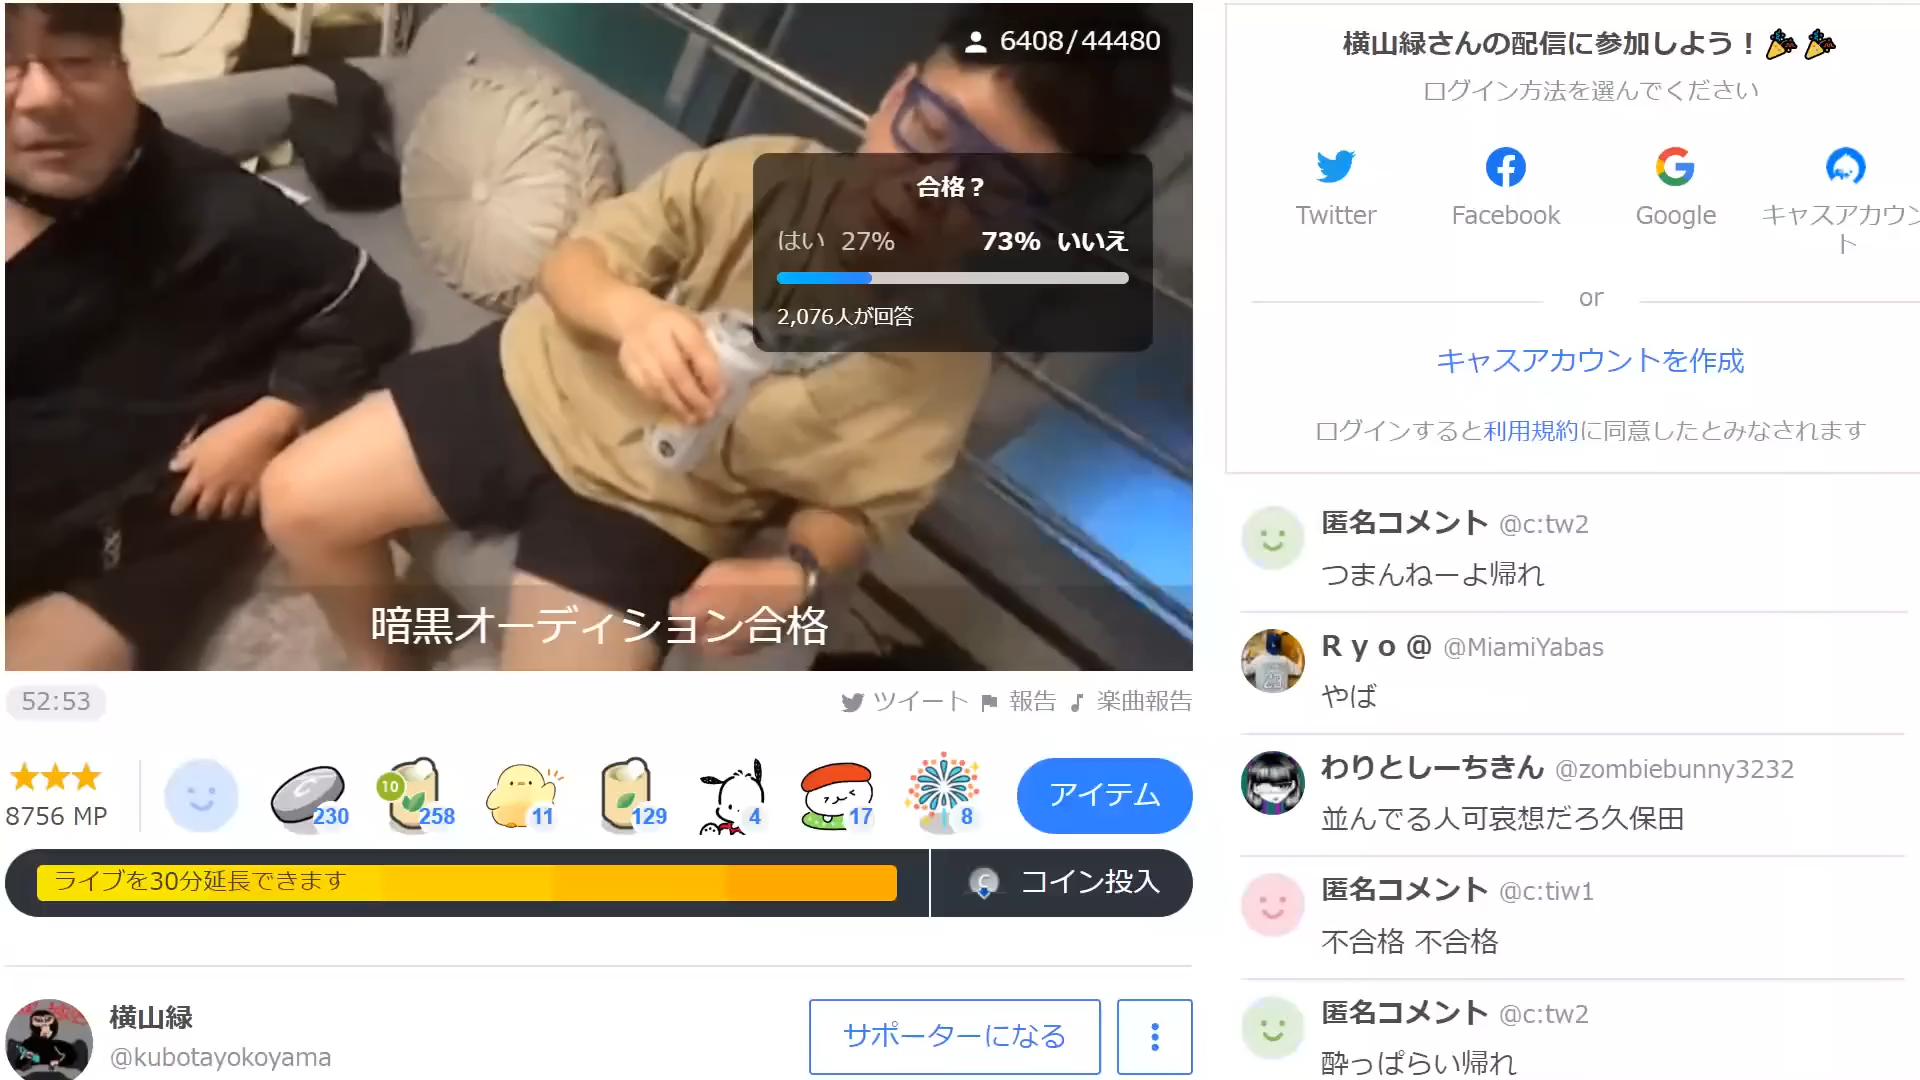 6408/44480
合格？
はい 27% 73% いいえ
2,076人が回答
暗黒オーディション合格
52:53
ツイート 報告 楽曲報告
8756 MP
230
10
258
11
129
4
17
8
アイテム
ライブを30分延長できます
コイン投入
横山緑
@kubotayokoyama
サポーターになる
横山緑さんの配信に参加しよう！
ログイン方法を選んでください
Twitter
Facebook
Google
キャスアカウン
ト
or
キャスアカウントを作成
ログインすると利用規約に同意したとみなされます
匿名コメント @c:tw2
つまんねーよ帰れ
R y o @ @MiamiYabas
やば
わりとしーちきん @zombiebunny3232
並んでる人可哀想だろ久保田
匿名コメント @c:tiw1
不合格 不合格
匿名コメント @c:tw2
酔っぱらい帰れ